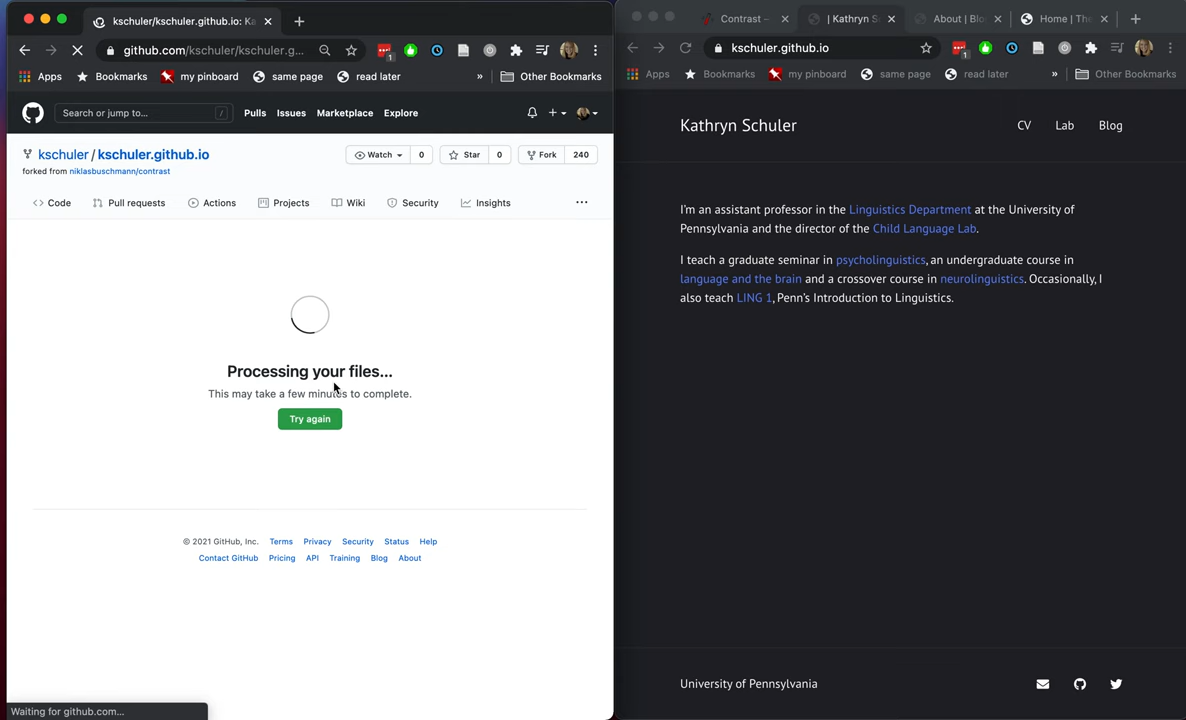 kschuler/kschuler.github.io: Ka
github.com/kschuler/kschuler.g...
1
Apps Bookmarks my pinboard same page read later » Other Bookmarks
Search or jump to... / Pulls Issues Marketplace Explore
kschuler / kschuler.github.io Watch 0 Star 0 Fork 240
forked from niklasbuschmann/contrast
Code Pull requests Actions Projects Wiki Security Insights ...
Processing your files...
This may take a few minutes to complete.
Try again
© 2021 GitHub, Inc. Terms Privacy Security Status Help
Contact GitHub Pricing API Training Blog About
Waiting for github.com...
Contrast – | Kathryn S About | Blo Home | The
kschuler.github.io
1
Apps Bookmarks my pinboard same page read later » Other Bookmarks
Kathryn Schuler CV Lab Blog
I'm an assistant professor in the Linguistics Department at the University of
Pennsylvania and the director of the Child Language Lab.
I teach a graduate seminar in psycholinguistics, an undergraduate course in
language and the brain and a crossover course in neurolinguistics. Occasionally, I
also teach LING 1, Penn's Introduction to Linguistics.
University of Pennsylvania